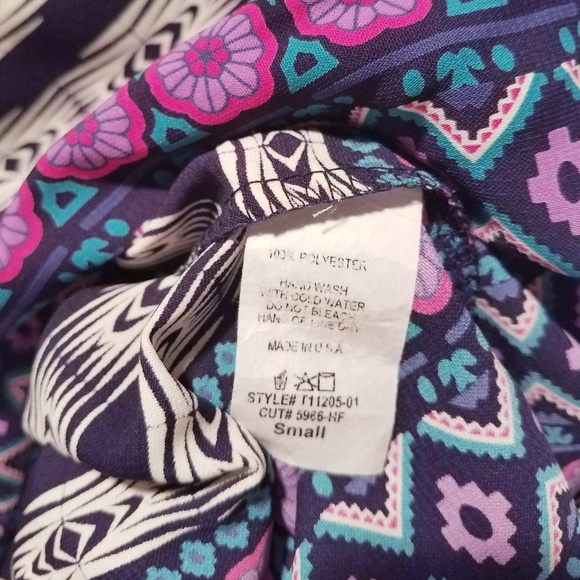 100% POLYESTER
HAND WASH
WITH COLD WATER
DO NOT BLEACH
HANG OR LINE DRY
MADE IN U.S.A
STYLE# T11205-01
CUT# 5966-HF
Small